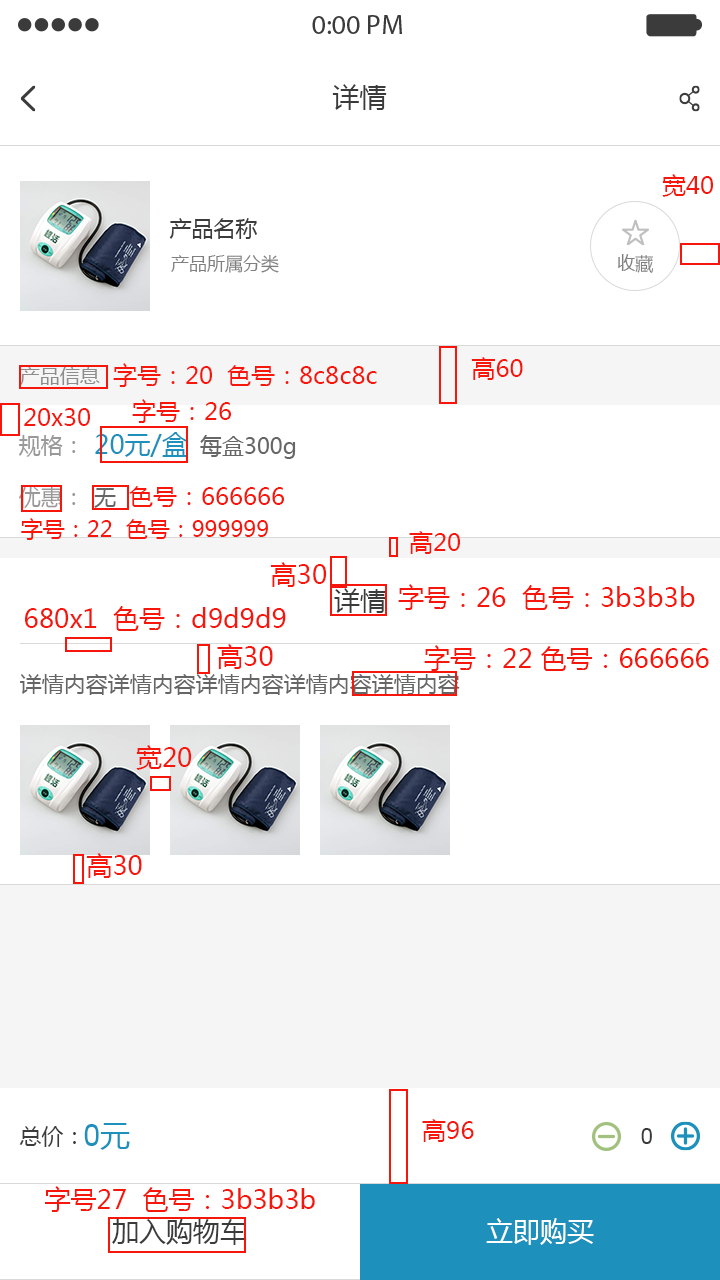 0:00 PM
详情
宽40
产品名称
产品所属分类
收藏
产品信息 字号：20 色号：8c8c8c 高60
20x30 字号：26
规格： 20元/盒 每盒300g
优惠： 无 色号：666666
字号：22 色号：999999
高20
高30
详情 字号：26 色号：3b3b3b
680x1 色号：d9d9d9
高30 字号：22 色号：666666
详情内容详情内容详情内容详情内容详情内容
宽20
高30
高96
总价：0元 0
字号27 色号：3b3b3b
加入购物车 立即购买